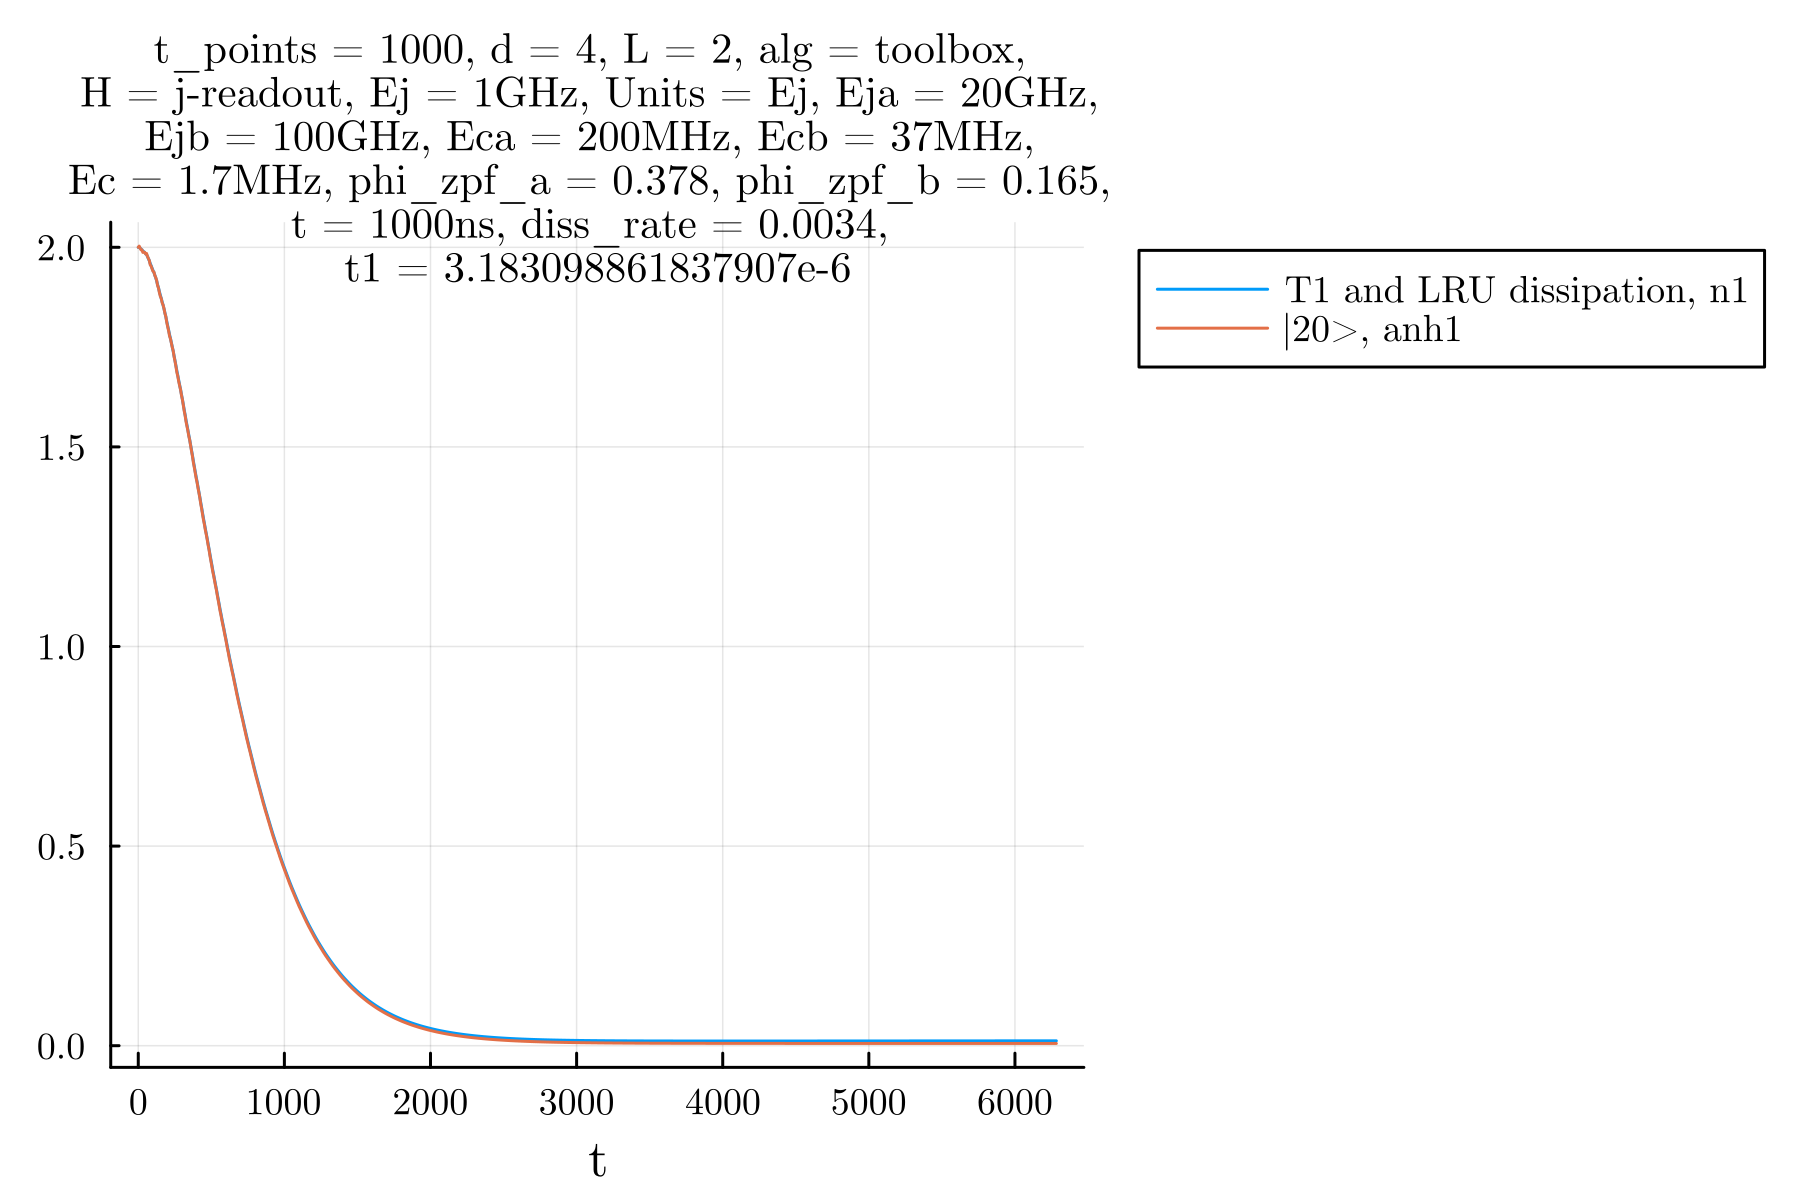 t_points = 1000, d = 4, L = 2, alg = toolbox,
H = j-readout, Ej = 1GHz, Units = Ej, Eja = 20GHz,
Ejb = 100GHz, Eca = 200MHz, Ecb = 37MHz,
Ec = 1.7MHz, phi_zpf_a = 0.378, phi_zpf_b = 0.165,
t = 1000ns, diss_rate = 0.0034,
t1 = 3.183098861837907e-6
T1 and LRU dissipation, n1
|20>, anh1
2.0
1.5
1.0
0.5
0.0
0 1000 2000 3000 4000 5000 6000
t